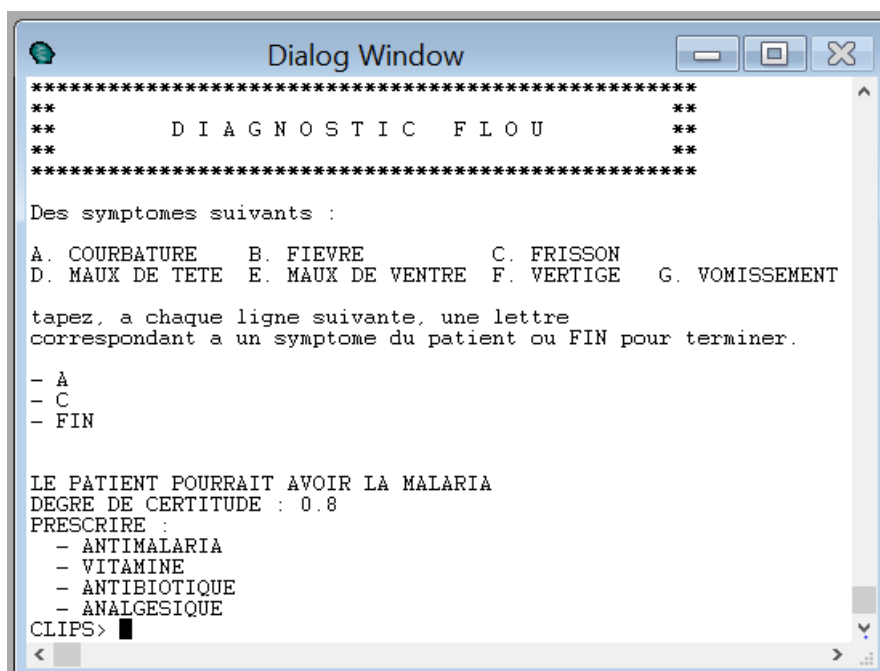 Dialog Window
****************************************************
** **
** D I A G N O S T I C F L O U **
** **
****************************************************
Des symptomes suivants :
A. COURBATURE B. FIEVRE C. FRISSON
D. MAUX DE TETE E. MAUX DE VENTRE F. VERTIGE G. VOMISSEMENT
tapez, a chaque ligne suivante, une lettre
correspondant a un symptome du patient ou FIN pour terminer.
- A
- C
- FIN
LE PATIENT POURRAIT AVOIR LA MALARIA
DEGRE DE CERTITUDE : 0.8
PRESCRIRE :
- ANTIMALARIA
- VITAMINE
- ANTIBIOTIQUE
- ANALGESIQUE
CLIPS>